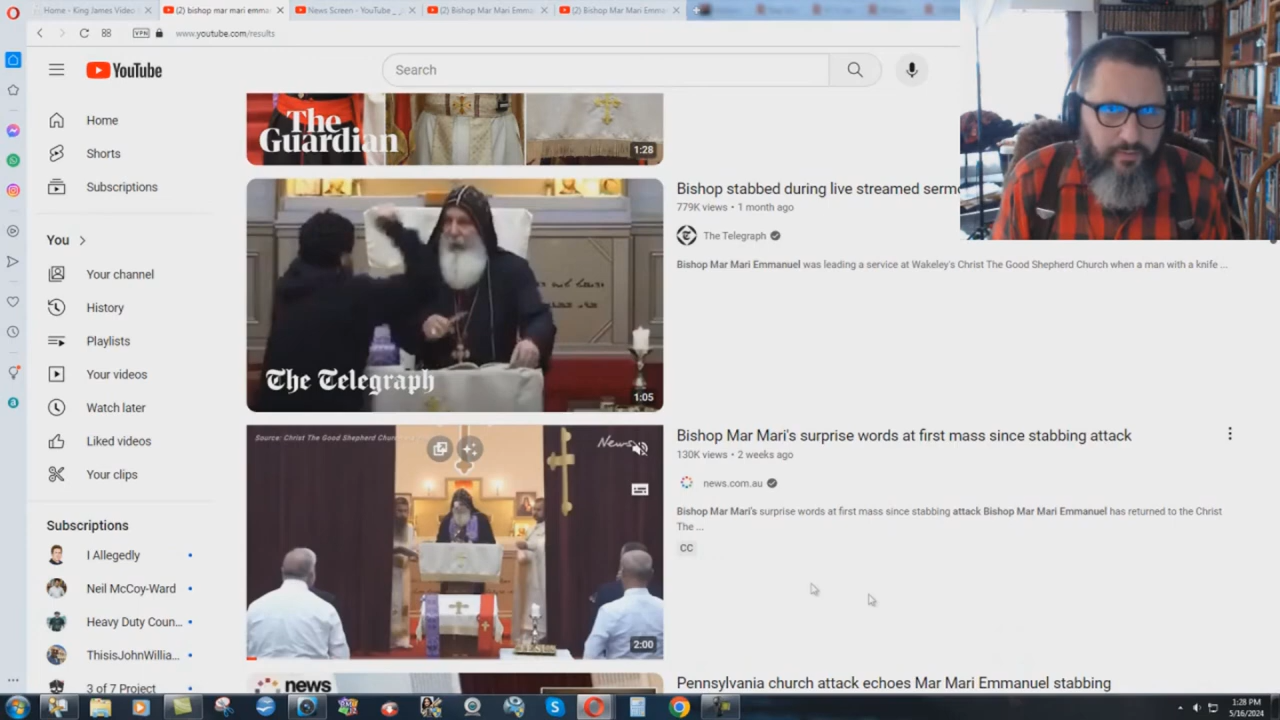 Home - King James Video
(2) bishop mar mari emma
News Screen - YouTube
(2) Bishop Mar Mari Emma
(2) Bishop Mar Mari Emma
88
VPN
www.youtube.com/results
YouTube
Search
Home
Shorts
Subscriptions
You
Your channel
History
Playlists
Your videos
Watch later
Liked videos
Your clips
Subscriptions
I Allegedly
Neil McCoy-Ward
Heavy Duty Coun...
ThisisJohnWillia...
3 of 7 Project
The
Guardian
1:28
The Telegraph
1:05
Bishop stabbed during live streamed sermo
779K views • 1 month ago
The Telegraph
Bishop Mar Mari Emmanuel was leading a service at Wakeley's Christ The Good Shepherd Church when a man with a knife ...
Source: Christ The Good Shepherd Church
News
JESUS
2:00
Bishop Mar Mari's surprise words at first mass since stabbing attack
130K views • 2 weeks ago
news.com.au
Bishop Mar Mari's surprise words at first mass since stabbing attack Bishop Mar Mari Emmanuel has returned to the Christ
The ...
CC
news
Pennsylvania church attack echoes Mar Mari Emmanuel stabbing
1:28 PM
5/16/2024